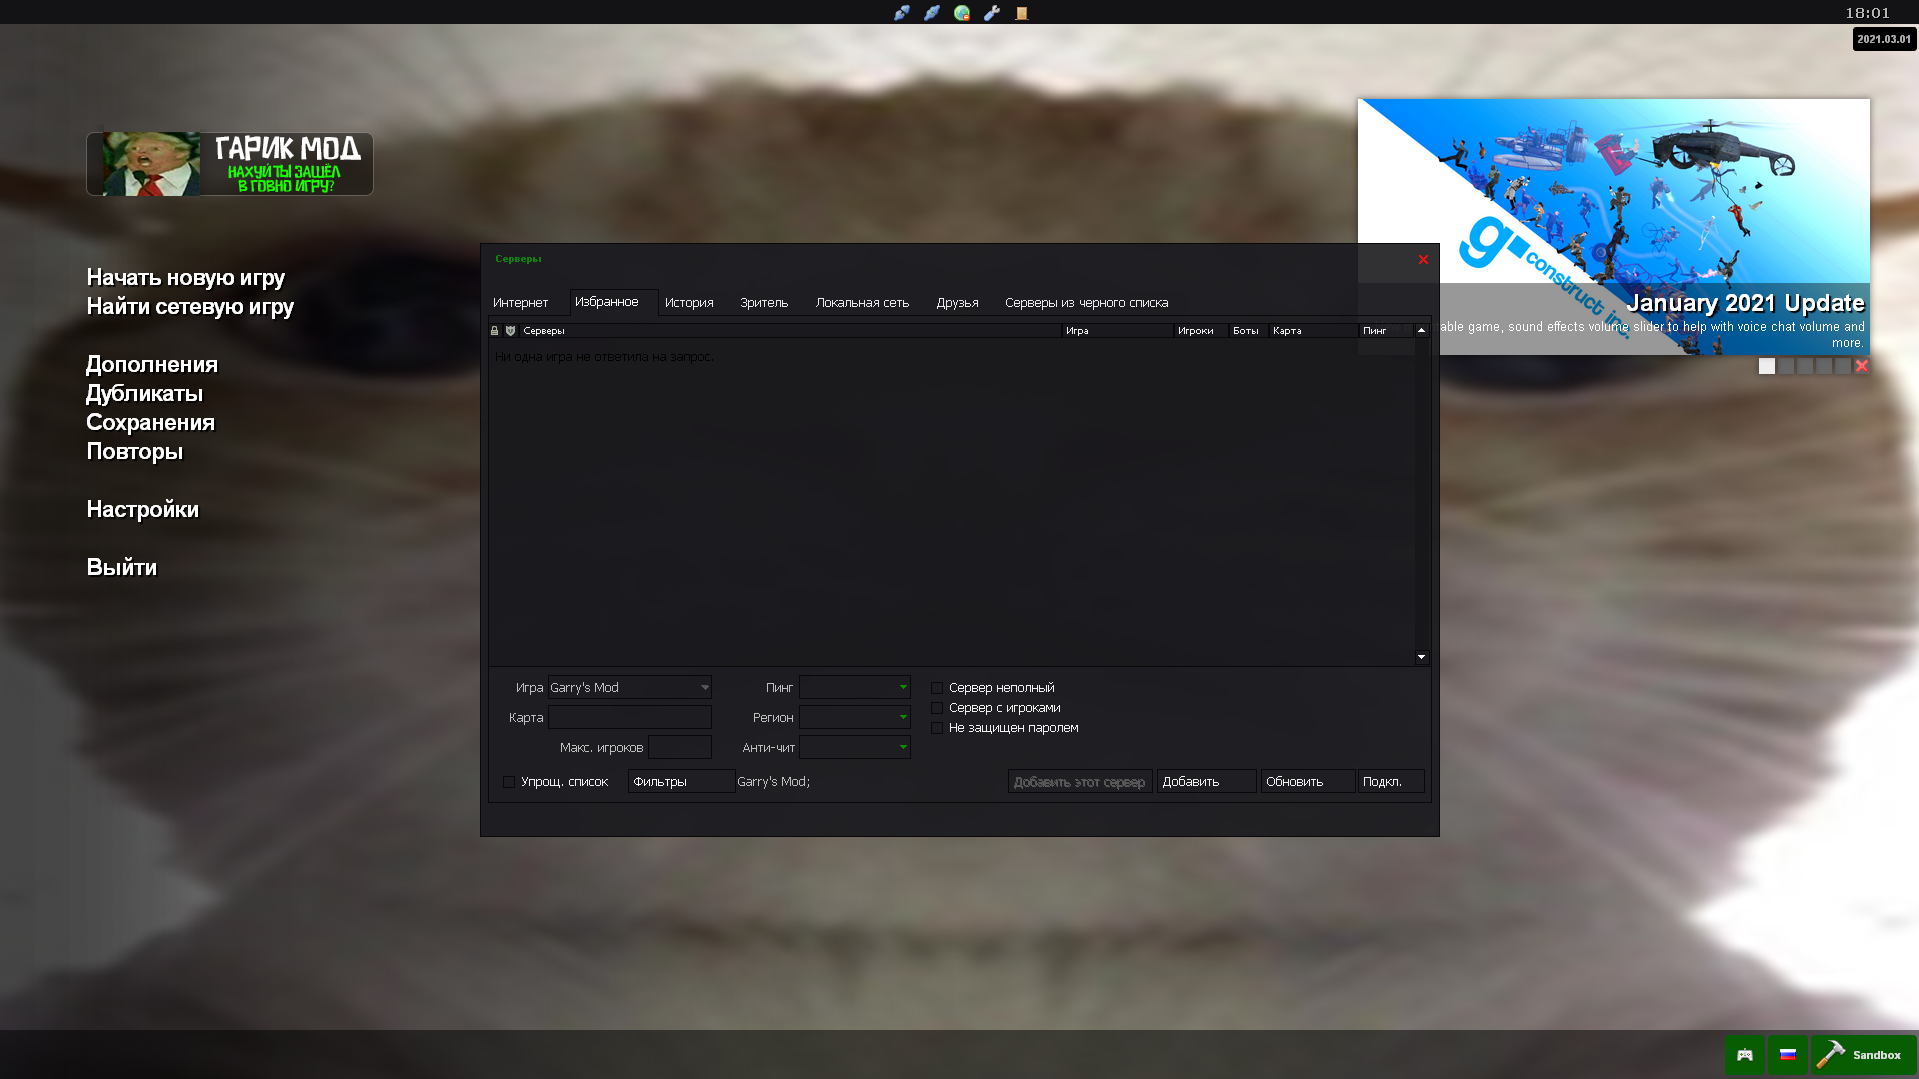 18:01
2021.03.01
ГАРИК МОД
НАХУЙ ТЫ ЗАШЁЛ
В ГОВНО ИГРУ?
Начать новую игру
Найти сетевую игру
Дополнения
Дубликаты
Сохранения
Повторы
Настройки
Выйти
g
construct inc.
January 2021 Update
able game, sound effects volume slider to help with voice chat volume and
more.
Серверы
Интернет Избранное История Зритель Локальная сеть Друзья Серверы из черного списка
Серверы Игра Игроки Боты Карта Пинг
Ни одна игра не ответила на запрос.
Игра Garry's Mod Пинг Сервер неполный
Сервер с игроками
Карта Регион
Не защищен паролем
Макс. игроков Анти-чит
Упрощ. список Фильтры Garry's Mod; Добавить этот сервер Добавить Обновить Подкл.
Sandbox